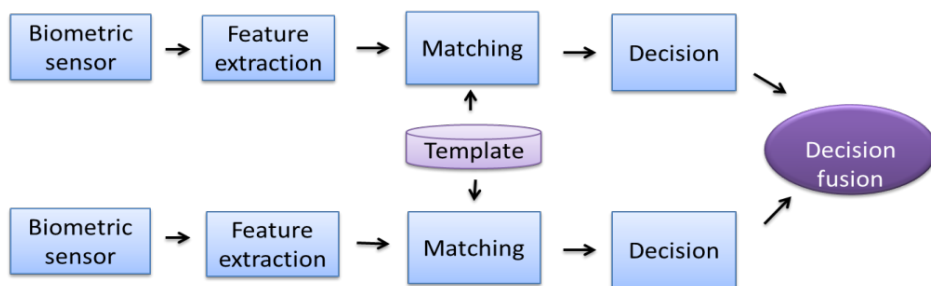 Biometric
sensor
Feature
extraction
Matching
Decision
Template
Decision
fusion
Biometric
sensor
Feature
extraction
Matching
Decision